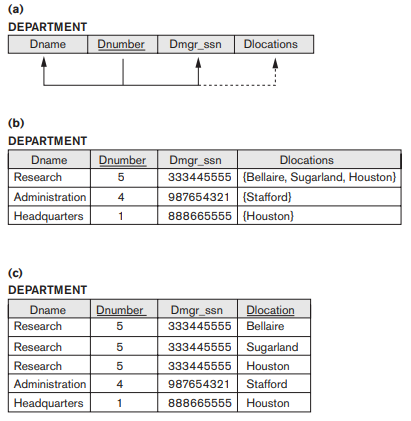 (a)
DEPARTMENT
Dname Dnumber Dmgr_ssn Dlocations
(b)
DEPARTMENT
Dname Dnumber Dmgr_ssn Dlocations
Research 5 333445555 {Bellaire, Sugarland, Houston}
Administration 4 987654321 {Stafford}
Headquarters 1 888665555 {Houston}
(c)
DEPARTMENT
Dname Dnumber Dmgr_ssn Dlocation
Research 5 333445555 Bellaire
Research 5 333445555 Sugarland
Research 5 333445555 Houston
Administration 4 987654321 Stafford
Headquarters 1 888665555 Houston